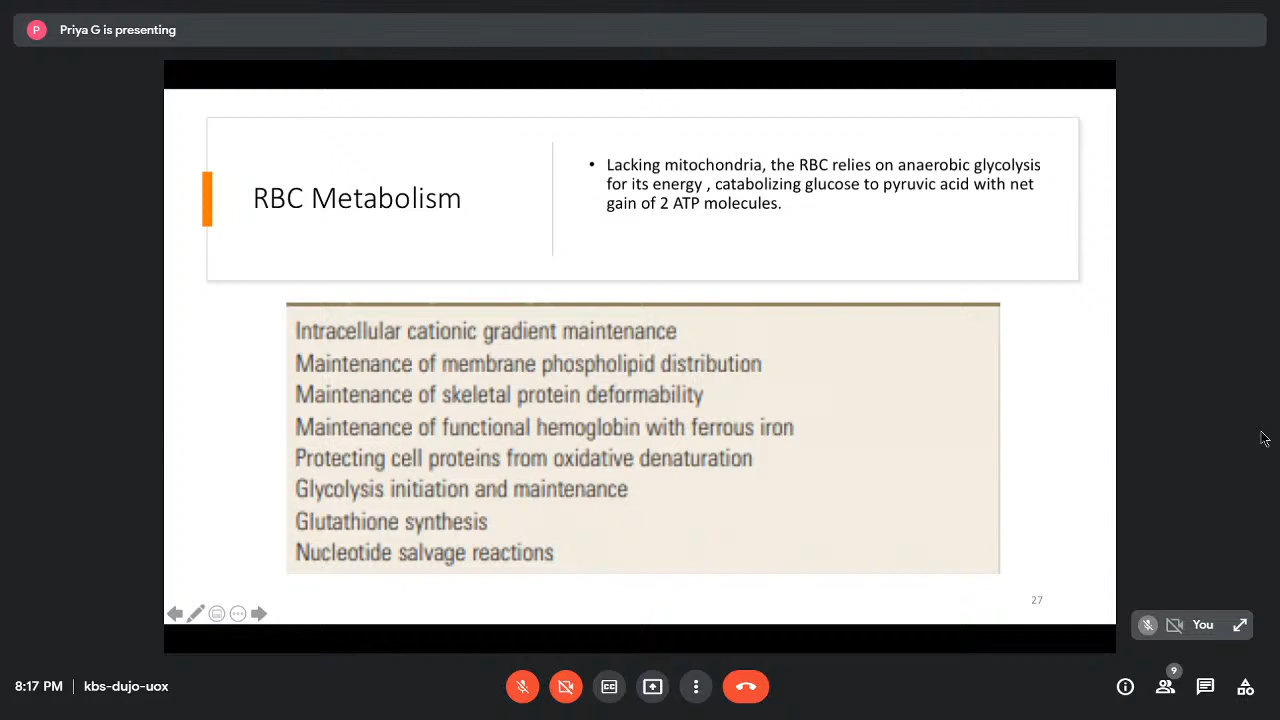 P Priya G is presenting
RBC Metabolism
• Lacking mitochondria, the RBC relies on anaerobic glycolysis
for its energy , catabolizing glucose to pyruvic acid with net
gain of 2 ATP molecules.
Intracellular cationic gradient maintenance
Maintenance of membrane phospholipid distribution
Maintenance of skeletal protein deformability
Maintenance of functional hemoglobin with ferrous iron
Protecting cell proteins from oxidative denaturation
Glycolysis initiation and maintenance
Glutathione synthesis
Nucleotide salvage reactions
27
You
8:17 PM | kbs-dujo-uox
CC
9